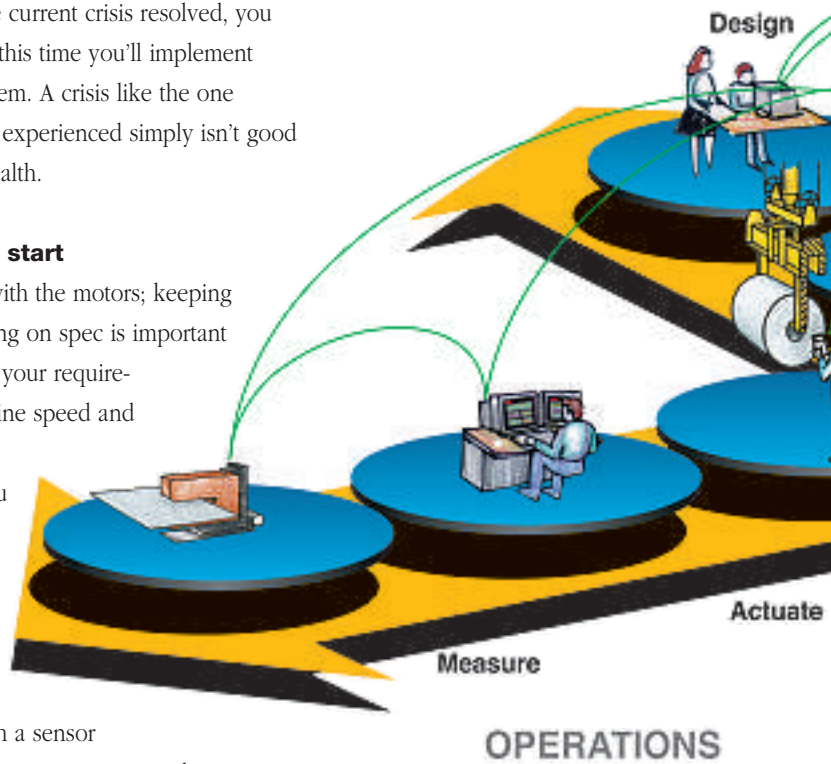 e current crisis resolved, you
this time you'll implement
em. A crisis like the one
experienced simply isn't good
alth.
start
with the motors; keeping
ng on spec is important
your require-
ine speed and
u
n a sensor
Design
Actuate
Measure
OPERATIONS